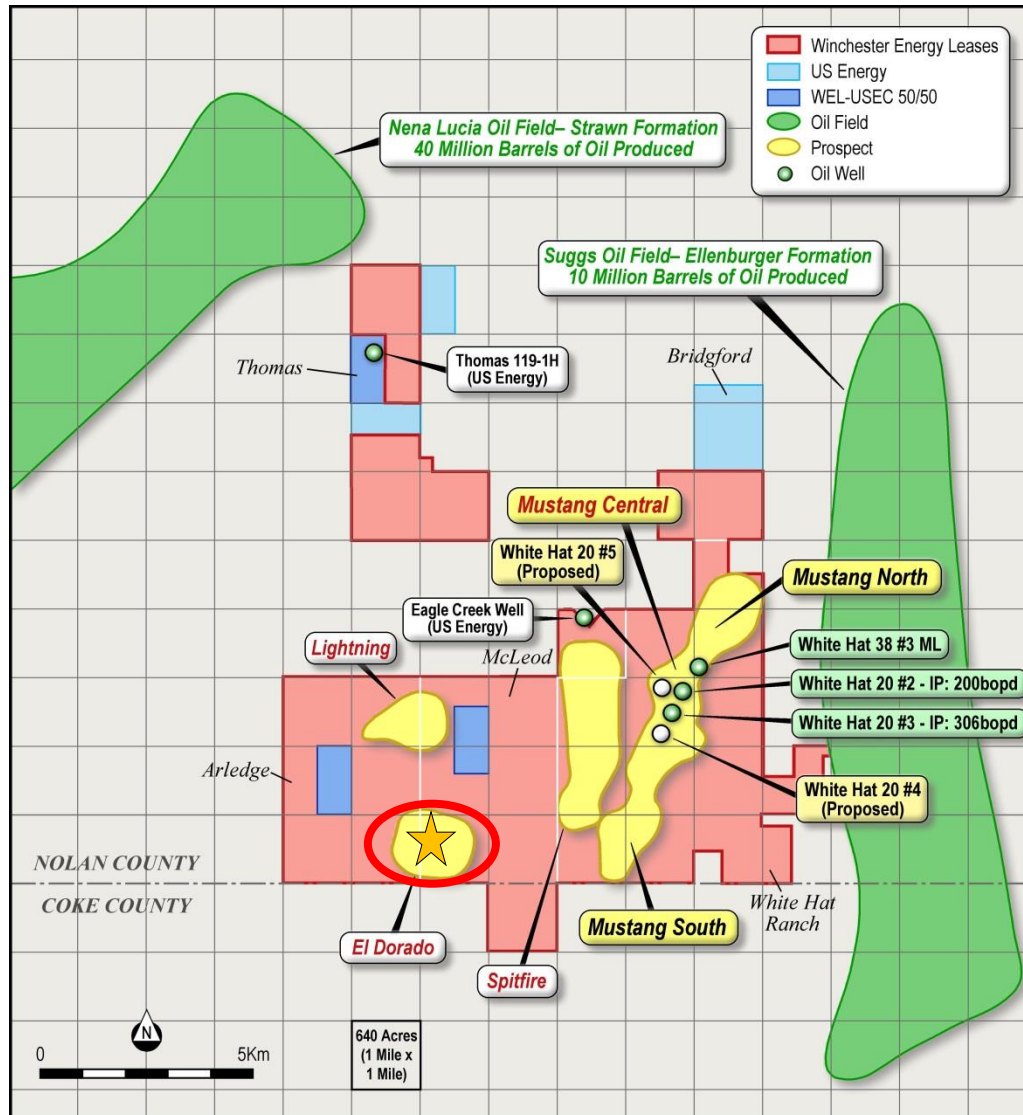 Winchester Energy Leases
US Energy
WEL-USEC 50/50
Oil Field
Prospect
Oil Well
Nena Lucia Oil Field– Strawn Formation
40 Million Barrels of Oil Produced
Suggs Oil Field– Ellenburger Formation
10 Million Barrels of Oil Produced
Thomas
Thomas 119-1H
(US Energy)
Bridgford
Mustang Central
White Hat 20 #5
(Proposed)
Mustang North
Eagle Creek Well
(US Energy)
Lightning
McLeod
White Hat 38 #3 ML
White Hat 20 #2 - IP: 200bopd
White Hat 20 #3 - IP: 306bopd
Arledge
White Hat 20 #4
(Proposed)
NOLAN COUNTY
COKE COUNTY
White Hat
Ranch
Mustang South
El Dorado
Spitfire
N
0
5Km
640 Acres
(1 Mile x
1 Mile)